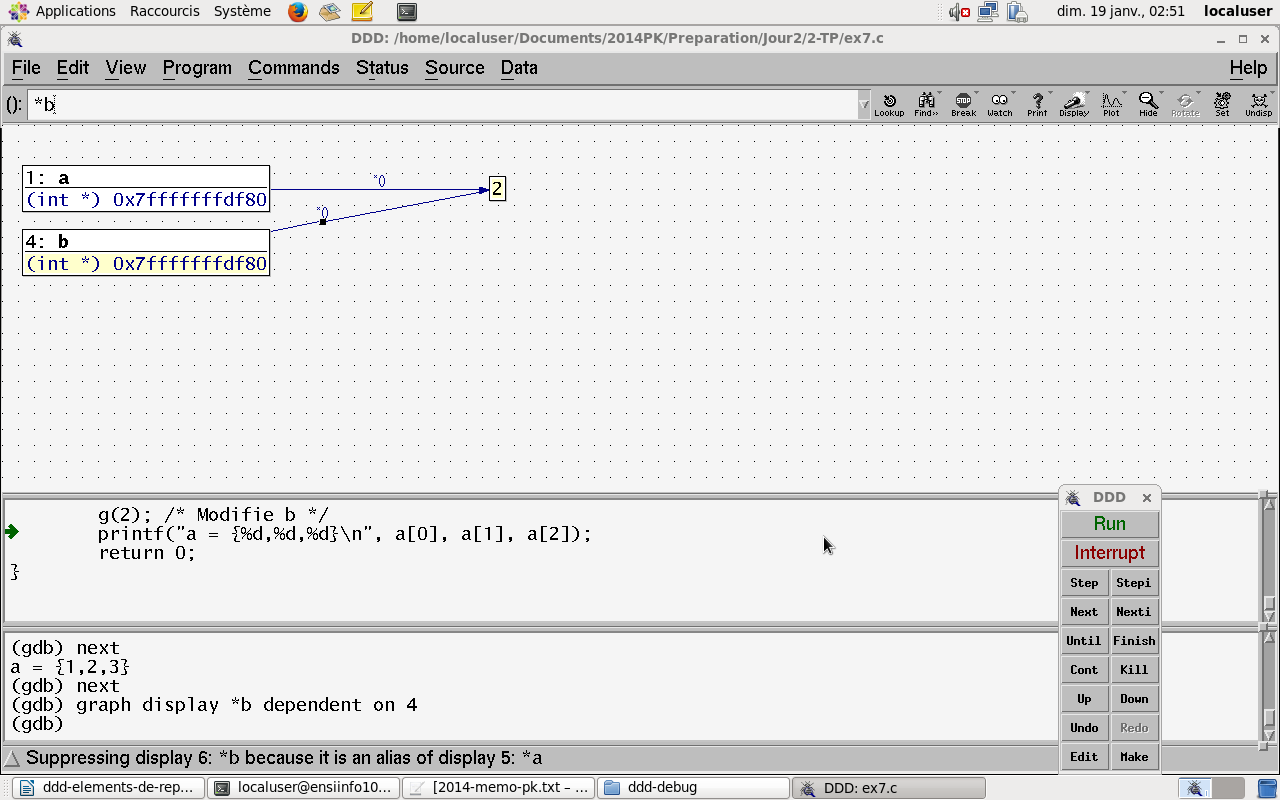 Applications Raccourcis Système dim. 19 janv., 02:51 localuser
DDD: /home/localuser/Documents/2014PK/Preparation/Jour2/2-TP/ex7.c
File Edit View Program Commands Status Source Data Help
(): *b
Lookup Find>> Break Watch Print Display Plot Hide Rotate Set Undisp
STOP
1: a
(int *) 0x7fffffffdf80
*()
2
*()
4: b
(int *) 0x7fffffffdf80
g(2); /* Modifie b */
printf("a = {%d,%d,%d}\n", a[0], a[1], a[2]);
return 0;
}
DDD
Run
Interrupt
Step Stepi
Next Nexti
Until Finish
Cont Kill
Up Down
Undo Redo
Edit Make
(gdb) next
a = {1,2,3}
(gdb) next
(gdb) graph display *b dependent on 4
(gdb)
Suppressing display 6: *b because it is an alias of display 5: *a
ddd-elements-de-rep... localuser@ensiinfo10... [2014-memo-pk.txt – ... ddd-debug DDD: ex7.c